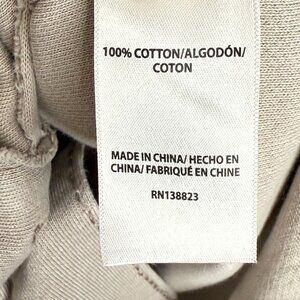 100% COTTON/ALGODÓN/
COTON
MADE IN CHINA/ HECHO EN
CHINA/ FABRIQUÉ EN CHINE
RN138823